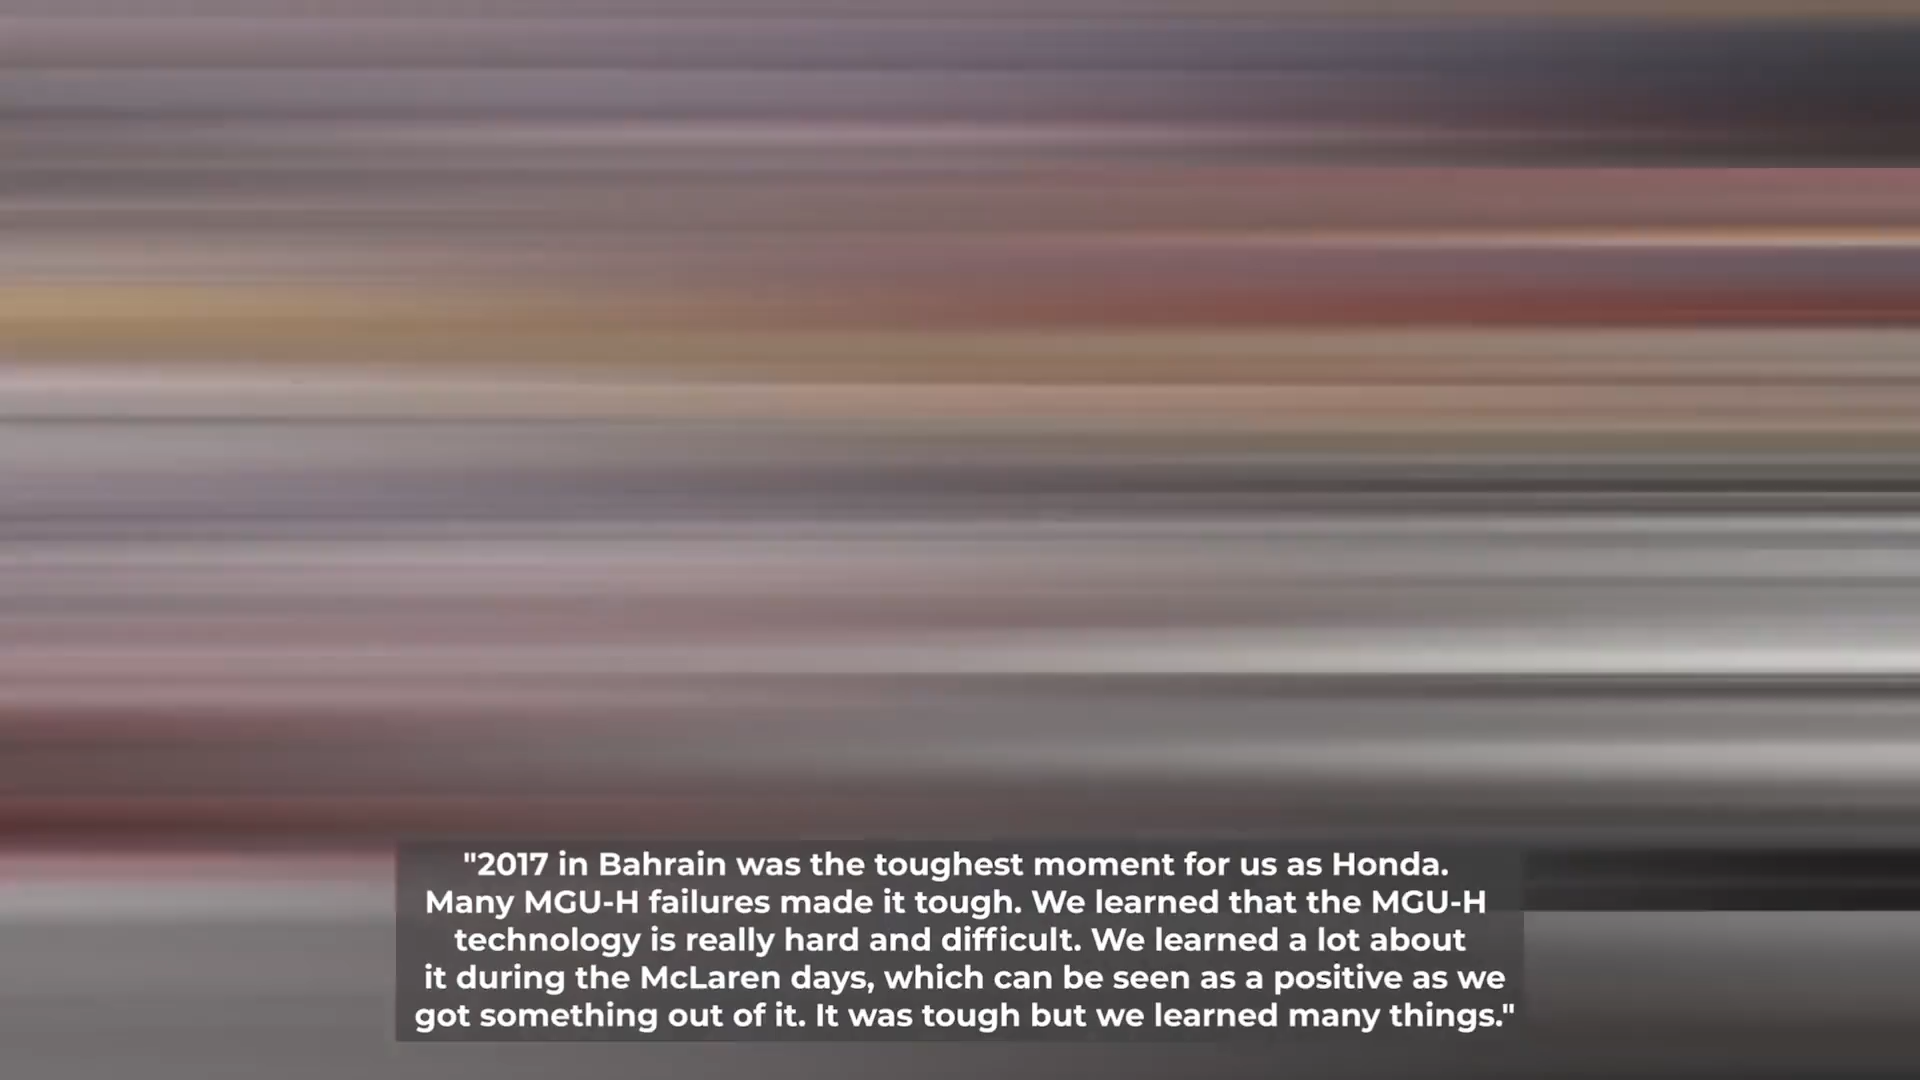 "2017 in Bahrain was the toughest moment for us as Honda.
Many MGU-H failures made it tough. We learned that the MGU-H
technology is really hard and difficult. We learned a lot about
it during the McLaren days, which can be seen as a positive as we
got something out of it. It was tough but we learned many things."